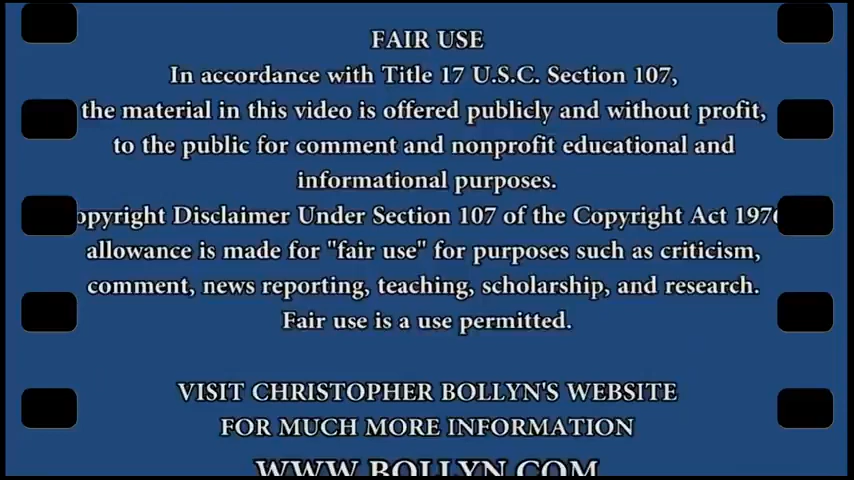 FAIR USE
In accordance with Title 17 U.S.C. Section 107,
the material in this video is offered publicly and without profit,
to the public for comment and nonprofit educational and
informational purposes.
opyright Disclaimer Under Section 107 of the Copyright Act 1976
allowance is made for "fair use" for purposes such as criticism,
comment, news reporting, teaching, scholarship, and research.
Fair use is a use permitted.
VISIT CHRISTOPHER BOLLYN'S WEBSITE
FOR MUCH MORE INFORMATION
WWW.BOLLYN.COM